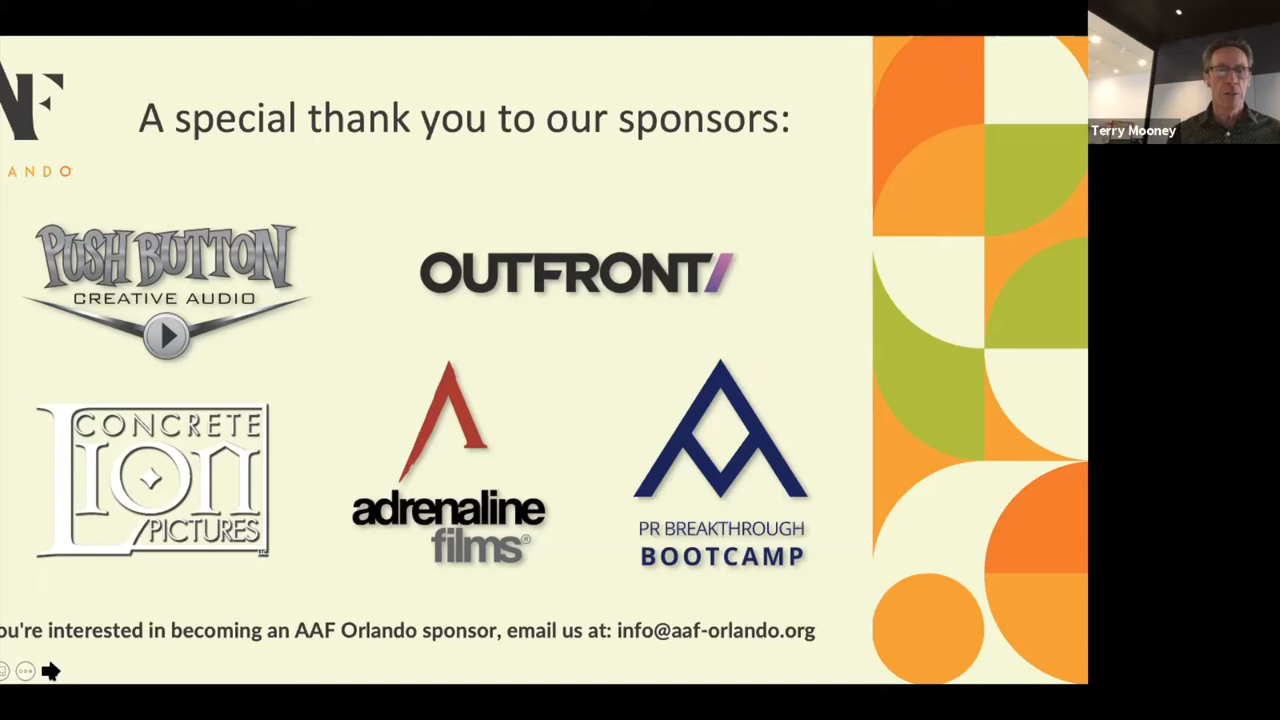 AF
A special thank you to our sponsors:
Terry Mooney
ANDO
PUSH BUTTON
CREATIVE AUDIO
OUTFRONT/
CONCRETE
LION
PICTURES
adrenaline
films®
PR BREAKTHROUGH
BOOTCAMP
ou're interested in becoming an AAF Orlando sponsor, email us at: info@aaf-orlando.org